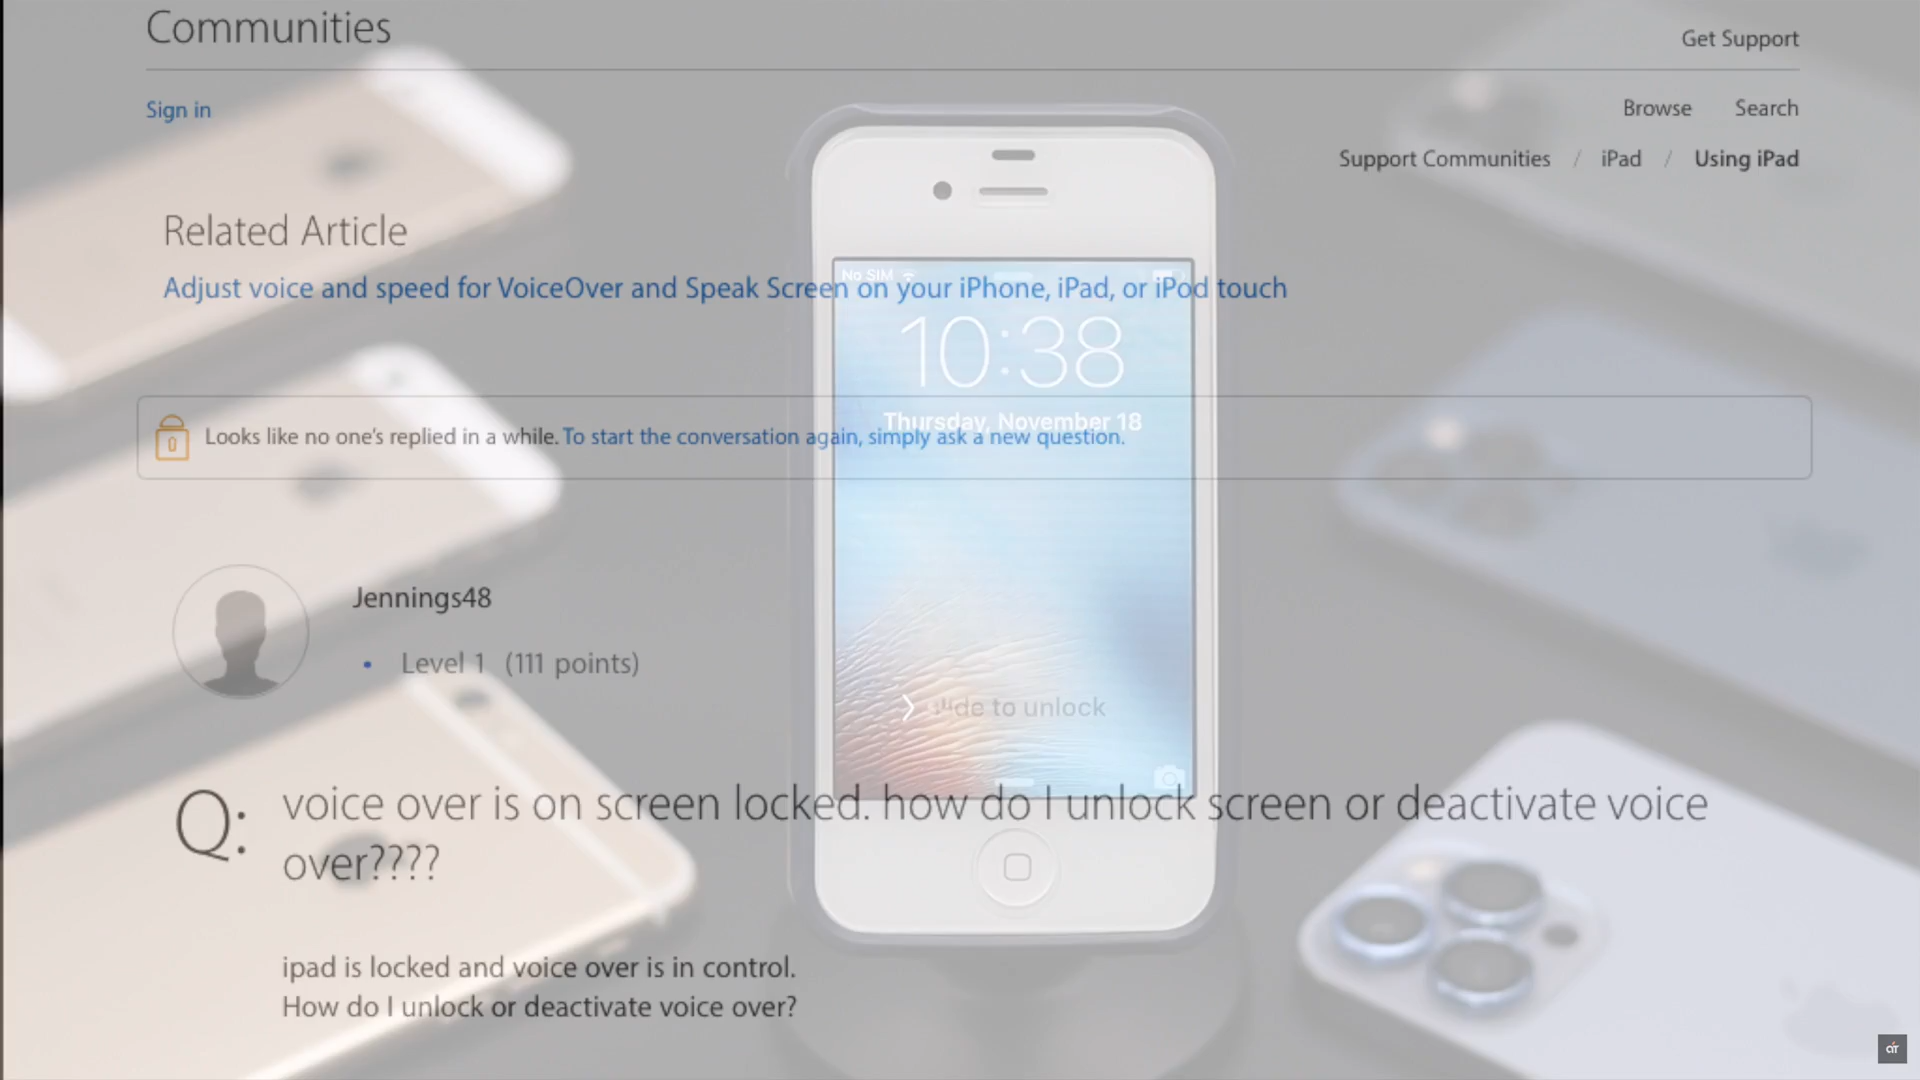 Communities
Get Support
Sign in
Browse
Search
Support Communities / iPad / Using iPad
Related Article
No SIM
Adjust voice and speed for VoiceOver and Speak Screen on your iPhone, iPad, or iPod touch
10:38
Thursday, November 18
Looks like no one's replied in a while. To start the conversation again, simply ask a new question.
Jennings48
• Level 1 (111 points)
to unlock
Q: voice over is on screen locked. how do I unlock screen or deactivate voice
over????
ipad is locked and voice over is in control.
How do I unlock or deactivate voice over?